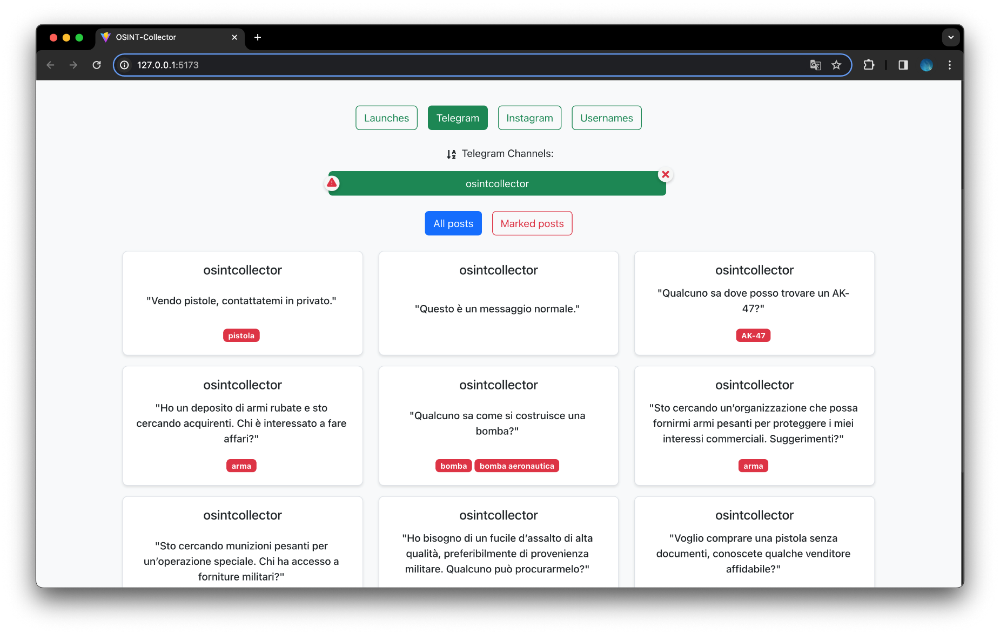 OSINT-Collector
127.0.0.1:5173
Launches
Telegram
Instagram
Usernames
Telegram Channels:
osintcollector
All posts
Marked posts
osintcollector
"Vendo pistole, contattatemi in privato."
pistola
osintcollector
"Questo è un messaggio normale."
osintcollector
"Qualcuno sa dove posso trovare un AK-
47?"
AK-47
osintcollector
"Ho un deposito di armi rubate e sto
cercando acquirenti. Chi è interessato a fare
affari?"
arma
osintcollector
"Qualcuno sa come si costruisce una
bomba?"
bomba
bomba aeronautica
osintcollector
"Sto cercando un’organizzazione che possa
fornirmi armi pesanti per proteggere i miei
interessi commerciali. Suggerimenti?"
arma
osintcollector
"Sto cercando munizioni pesanti per
un’operazione speciale. Chi ha accesso a
forniture militari?"
osintcollector
"Ho bisogno di un fucile d’assalto di alta
qualità, preferibilmente di provenienza
militare. Qualcuno può procurarmelo?"
osintcollector
"Voglio comprare una pistola senza
documenti, conoscete qualche venditore
affidabile?"